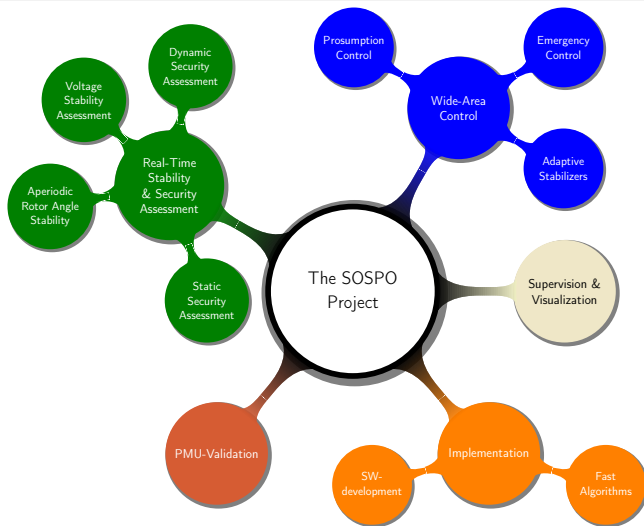 The SOSPO
Project
Real-Time
Stability
& Security
Assessment
Dynamic
Security
Assessment
Voltage
Stability
Assessment
Aperiodic
Rotor Angle
Stability
Static
Security
Assessment
Wide-Area
Control
Prosumption
Control
Emergency
Control
Adaptive
Stabilizers
Supervision &
Visualization
Implementation
SW-
development
Fast
Algorithms
PMU-Validation